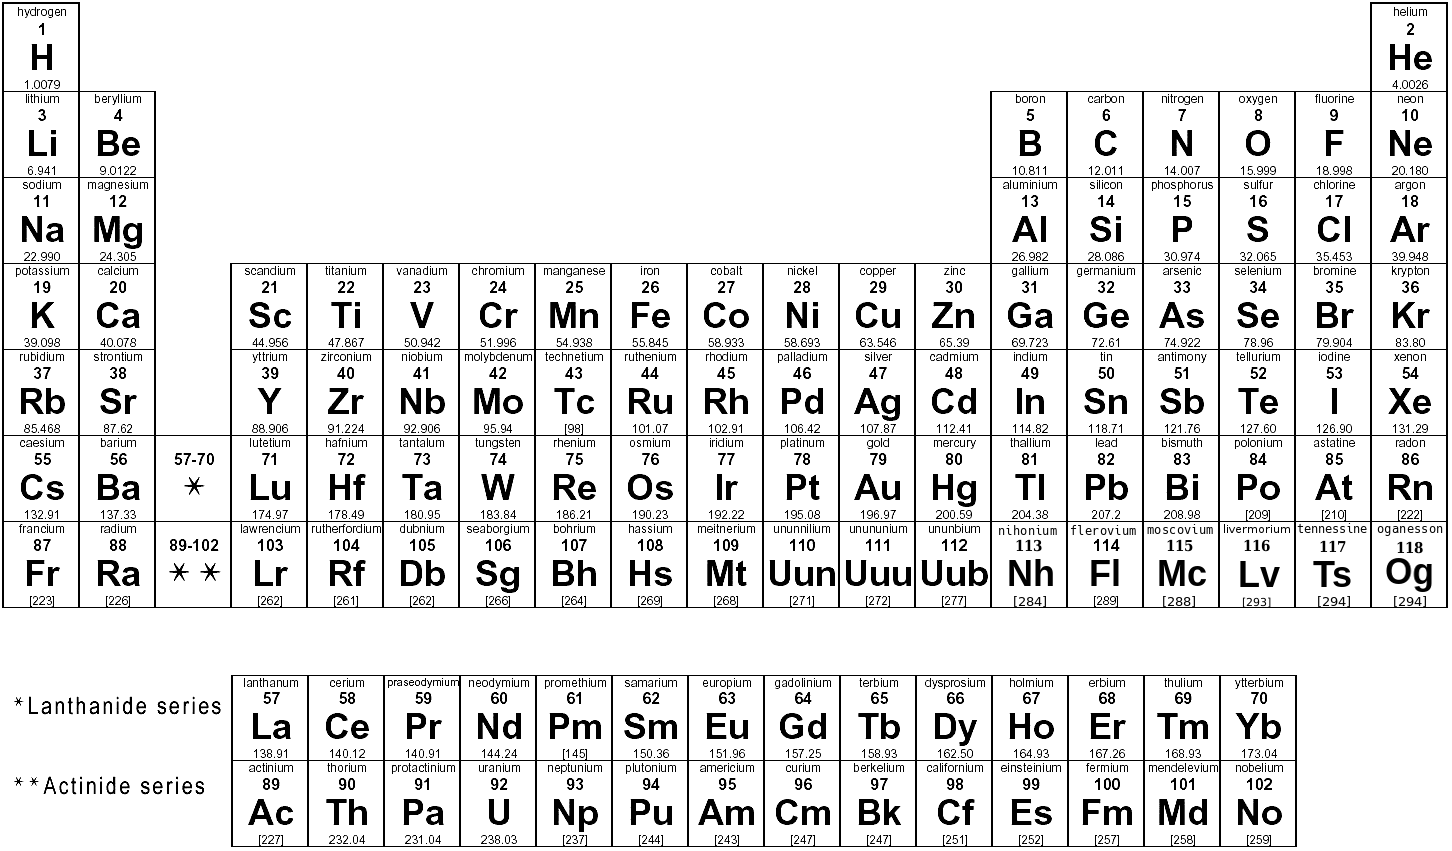 hydrogen helium
1 2
H He
1.0079 4.0026
lithium beryllium boron carbon nitrogen oxygen fluorine neon
3 4 5 6 7 8 9 10
Li Be B C N O F Ne
6.941 9.0122 10.811 12.011 14.007 15.999 18.998 20.180
sodium magnesium aluminium silicon phosphorus sulfur chlorine argon
11 12 13 14 15 16 17 18
Na Mg Al Si P S Cl Ar
22.990 24.305 26.982 28.086 30.974 32.065 35.453 39.948
potassium calcium scandium titanium vanadium chromium manganese iron cobalt nickel copper zinc gallium germanium arsenic selenium bromine krypton
19 20 21 22 23 24 25 26 27 28 29 30 31 32 33 34 35 36
K Ca Sc Ti V Cr Mn Fe Co Ni Cu Zn Ga Ge As Se Br Kr
39.098 40.078 44.956 47.867 50.942 51.996 54.938 55.845 58.933 58.693 63.546 65.39 69.723 72.61 74.922 78.96 79.904 83.80
rubidium strontium yttrium zirconium niobium molybdenum technetium ruthenium rhodium palladium silver cadmium indium tin antimony tellurium iodine xenon
37 38 39 40 41 42 43 44 45 46 47 48 49 50 51 52 53 54
Rb Sr Y Zr Nb Mo Tc Ru Rh Pd Ag Cd In Sn Sb Te I Xe
85.468 87.62 88.906 91.224 92.906 95.94 [98] 101.07 102.91 106.42 107.87 112.41 114.82 118.71 121.76 127.60 126.90 131.29
caesium barium lutetium hafnium tantalum tungsten rhenium osmium iridium platinum gold mercury thallium lead bismuth polonium astatine radon
55 56 57-70 71 72 73 74 75 76 77 78 79 80 81 82 83 84 85 86
Cs Ba * Lu Hf Ta W Re Os Ir Pt Au Hg Tl Pb Bi Po At Rn
132.91 137.33 174.97 178.49 180.95 183.84 186.21 190.23 192.22 195.08 196.97 200.59 204.38 207.2 208.98 [209] [210] [222]
francium radium lawrencium rutherfordium dubnium seaborgium bohrium hassium meitnerium ununnilium unununium ununbium nihonium flerovium moscovium livermorium tennessine oganesson
87 88 89-102 103 104 105 106 107 108 109 110 111 112 113 114 115 116 117 118
Fr Ra * * Lr Rf Db Sg Bh Hs Mt Uun Uuu Uub Nh Fl Mc Lv Ts Og
[223] [226] [262] [261] [262] [266] [264] [269] [268] [271] [272] [277] [284] [289] [288] [293] [294] [294]
lanthanum cerium praseodymium neodymium promethium samarium europium gadolinium terbium dysprosium holmium erbium thulium ytterbium
57 58 59 60 61 62 63 64 65 66 67 68 69 70
*Lanthanide series
La Ce Pr Nd Pm Sm Eu Gd Tb Dy Ho Er Tm Yb
138.91 140.12 140.91 144.24 [145] 150.36 151.96 157.25 158.93 162.50 164.93 167.26 168.93 173.04
actinium thorium protactinium uranium neptunium plutonium americium curium berkelium californium einsteinium fermium mendelevium nobelium
89 90 91 92 93 94 95 96 97 98 99 100 101 102
**Actinide series
Ac Th Pa U Np Pu Am Cm Bk Cf Es Fm Md No
[227] 232.04 231.04 238.03 [237] [244] [243] [247] [247] [251] [252] [257] [258] [259]